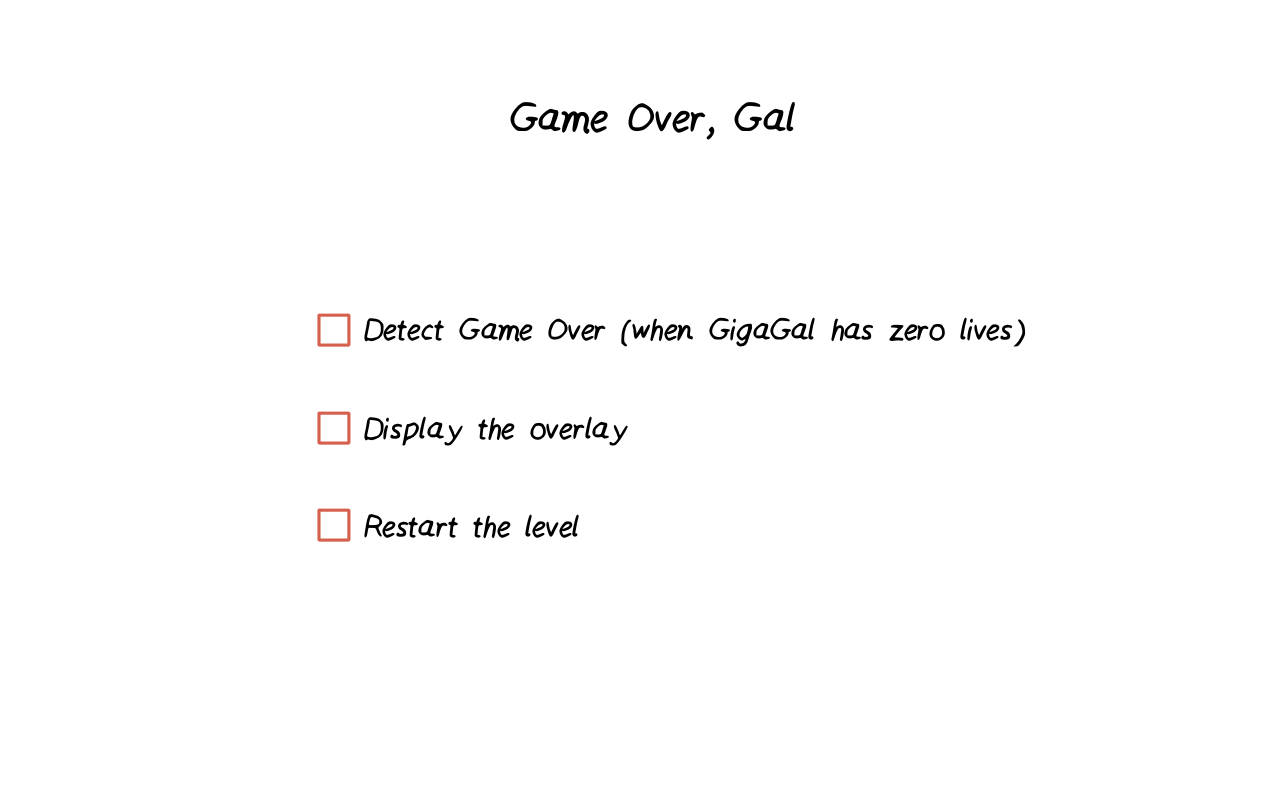 Game Over, Gal
Detect Game Over (when GigaGal has zero lives)
Display the overlay
Restart the level